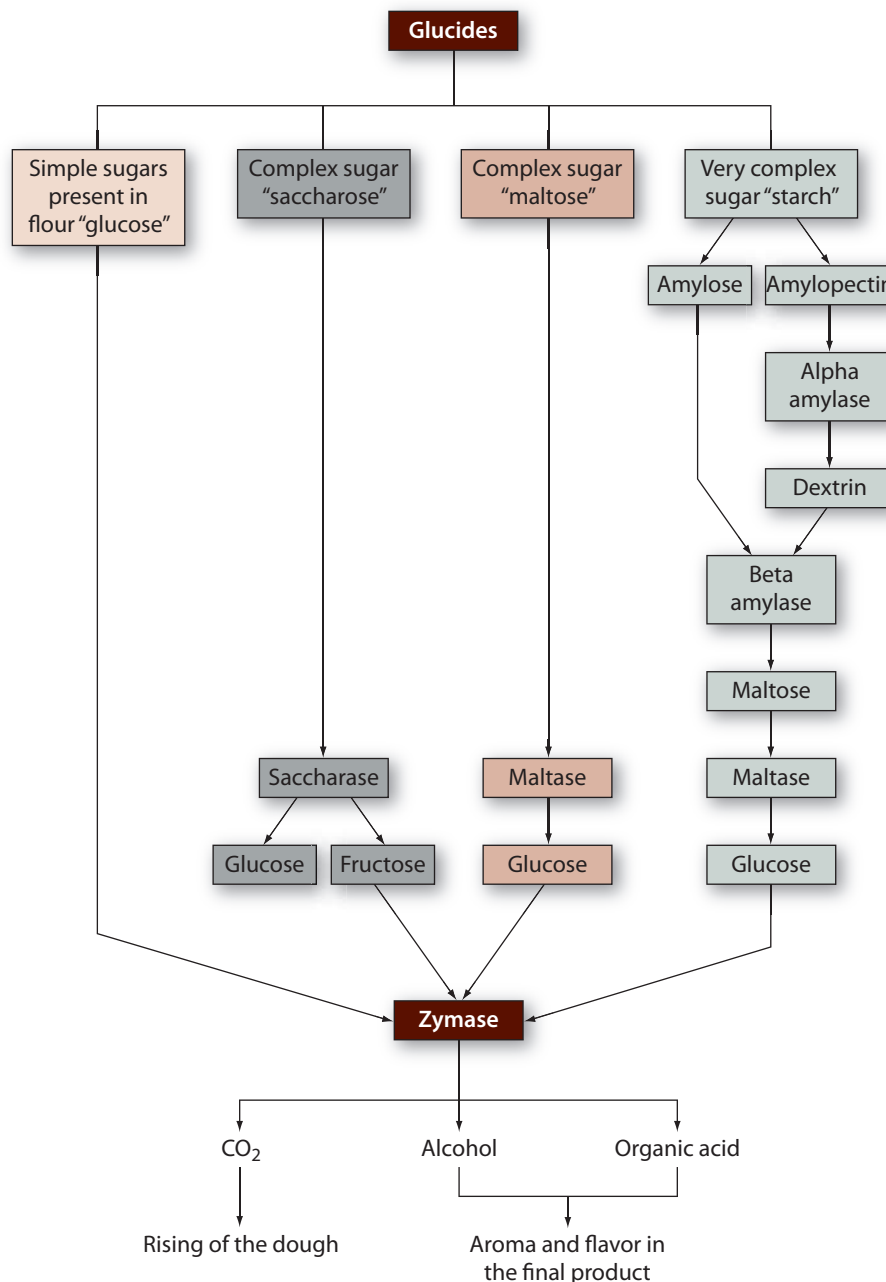 Glucides
Simple sugars
present in
flour “glucose”
Complex sugar
“saccharose”
Complex sugar
“maltose”
Very complex
sugar “starch”
Amylose
Amylopectin
Alpha
amylase
Dextrin
Beta
amylase
Maltose
Saccharase
Maltase
Maltase
Glucose
Fructose
Glucose
Glucose
Zymase
CO₂
Alcohol
Organic acid
Rising of the dough
Aroma and flavor in
the final product